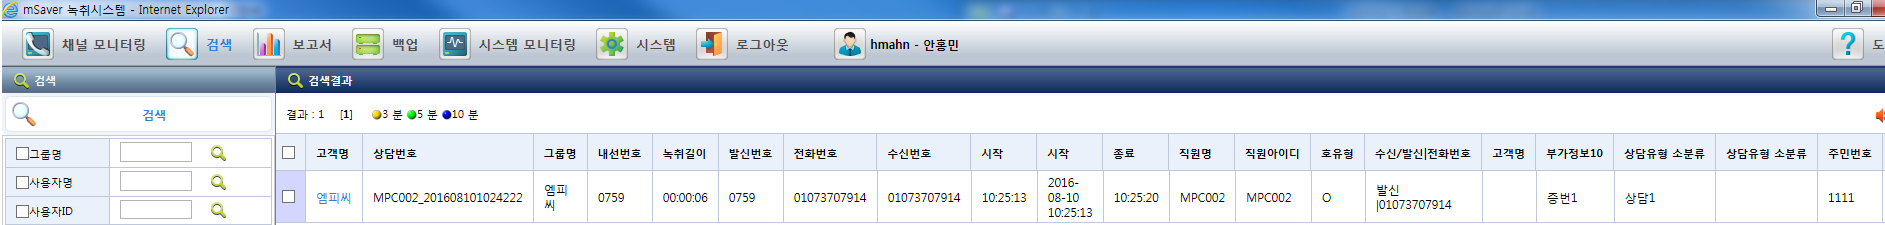 mSaver 녹취시스템 - Internet Explorer
채널 모니터링 검색 보고서 백업 시스템 모니터링 시스템 로그아웃 hmahn - 안홍민 ? 도
검색 검색결과
검색
결과 : 1 [1] 3 분 5 분 10 분
그룹명
사용자명
사용자ID
고객명 상담번호 그룹명 내선번호 녹취길이 발신번호 전화번호 수신번호 시작 시작 종료 직원명 직원아이디 호유형 수신/발신|전화번호 고객명 부가정보10 상담유형 소분류 상담유형 소분류 주민번호
엠피씨 MPC002_201608101024222 엠피씨 0759 00:00:06 0759 01073707914 01073707914 10:25:13 2016-08-10 10:25:13 10:25:20 MPC002 MPC002 O 발신|01073707914 증번1 상담1 1111